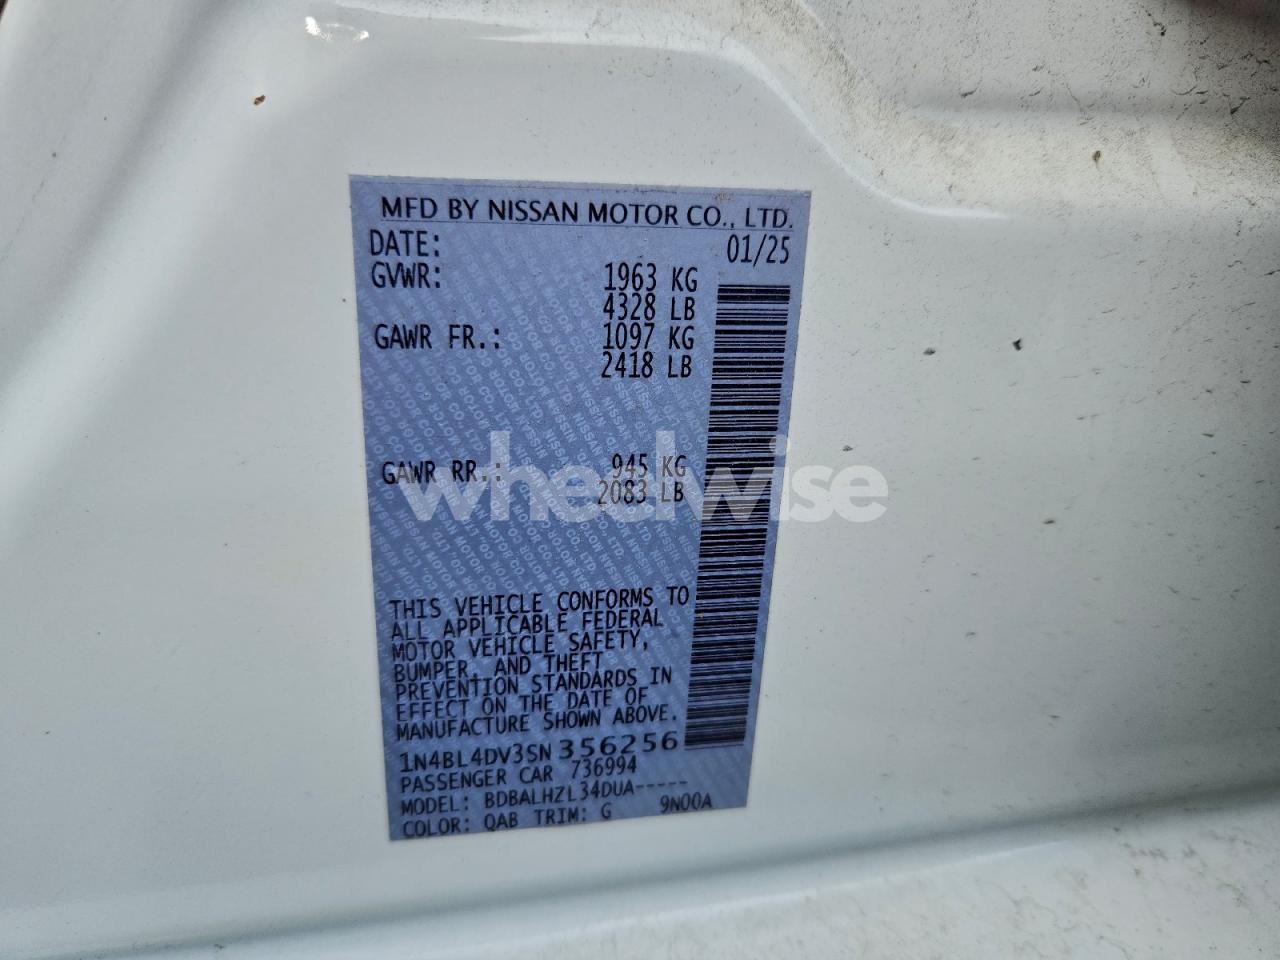 MFD BY NISSAN MOTOR CO., LTD.
DATE: 01/25
GVWR: 1963 KG
4328 LB
GAWR FR.: 1097 KG
2418 LB
GAWR RR.: 945 KG
2083 LB
wheelwise
THIS VEHICLE CONFORMS TO
ALL APPLICABLE FEDERAL
MOTOR VEHICLE SAFETY,
BUMPER, AND THEFT
PREVENTION STANDARDS IN
EFFECT ON THE DATE OF
MANUFACTURE SHOWN ABOVE.
1N4BL4DV3SN356256
PASSENGER CAR 736994
MODEL: BDBALHZL34DUA-----
COLOR: QAB TRIM: G 9N00A